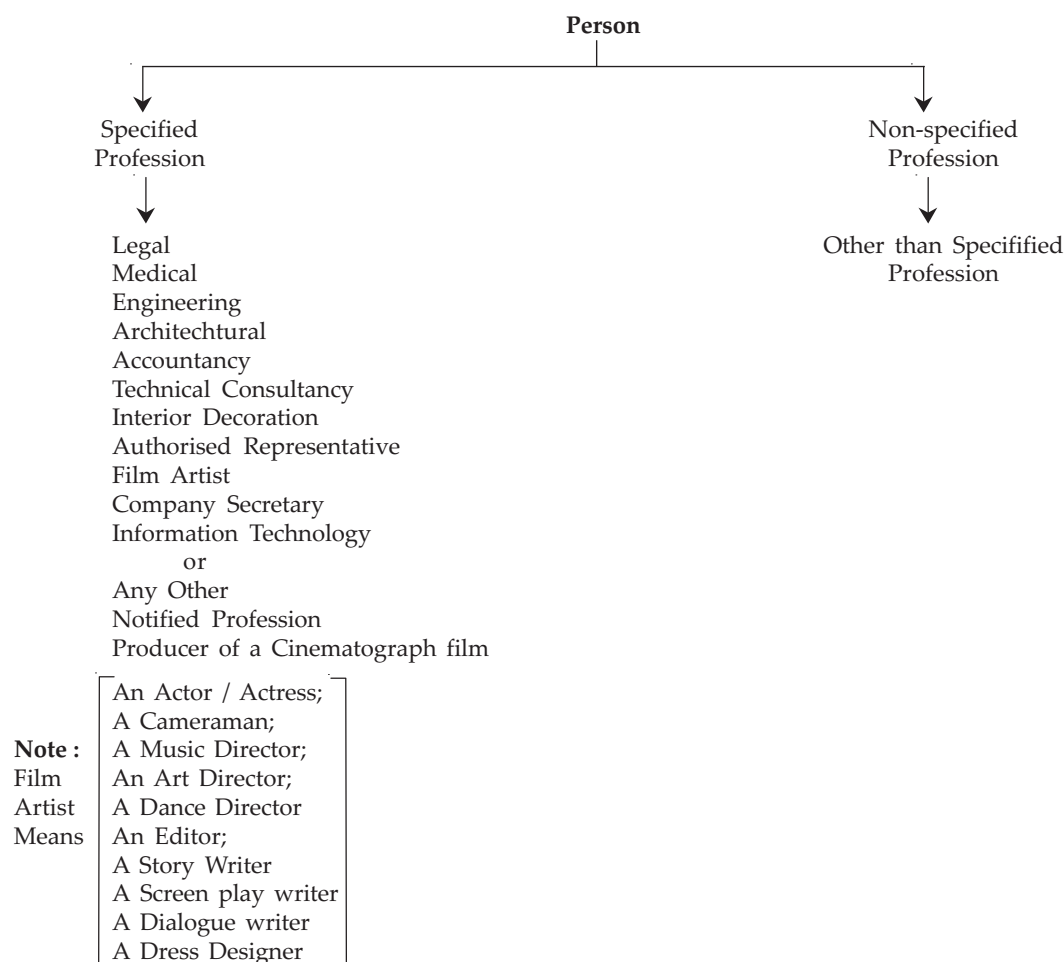 Person
Specified
Profession
Non-specified
Profession
Legal
Medical
Engineering
Architechtural
Accountancy
Technical Consultancy
Interior Decoration
Authorised Representative
Film Artist
Company Secretary
Information Technology
or
Any Other
Notified Profession
Producer of a Cinematograph film
Other than Specifified
Profession
Note :
Film
Artist
Means
An Actor / Actress;
A Cameraman;
A Music Director;
An Art Director;
A Dance Director
An Editor;
A Story Writer
A Screen play writer
A Dialogue writer
A Dress Designer